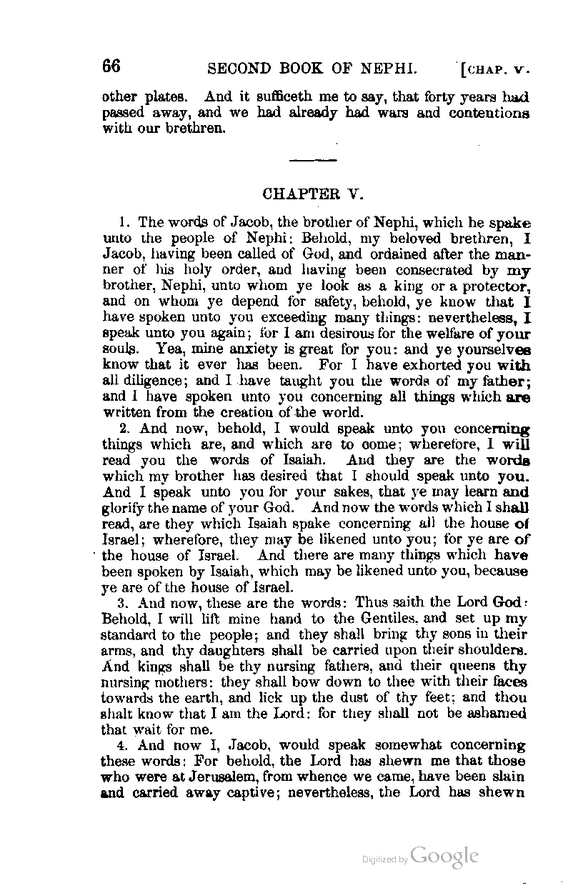 66 SECOND BOOK OF NEPHI. [CHAP. V.
other plates. And it sufficeth me to say, that forty years had
passed away, and we had already had wars and contentions
with our brethren.
CHAPTER V.
1. The words of Jacob, the brother of Nephi, which he spake
unto the people of Nephi: Behold, my beloved brethren, I
Jacob, having been called of God, and ordained after the man-
ner of his holy order, and having been consecrated by my
brother, Nephi, unto whom ye look as a king or a protector,
and on whom ye depend for safety, behold, ye know that I
have spoken unto you exceeding many things: nevertheless, I
speak unto you again; for I am desirous for the welfare of your
souls. Yea, mine anxiety is great for you: and ye yourselves
know that it ever has been. For I have exhorted you with
all diligence; and I have taught you the words of my father;
and I have spoken unto you concerning all things which are
written from the creation of the world.
2. And now, behold, I would speak unto you concerning
things which are, and which are to come; wherefore, I will
read you the words of Isaiah. And they are the words
which my brother has desired that I should speak unto you.
And I speak unto you for your sakes, that ye may learn and
glorify the name of your God. And now the words which I shall
read, are they which Isaiah spake concerning all the house of
Israel; wherefore, they may be likened unto you; for ye are of
the house of Israel. And there are many things which have
been spoken by Isaiah, which may be likened unto you, because
ye are of the house of Israel.
3. And now, these are the words: Thus saith the Lord God:
Behold, I will lift mine hand to the Gentiles, and set up my
standard to the people; and they shall bring thy sons in their
arms, and thy daughters shall be carried upon their shoulders.
And kings shall be thy nursing fathers, and their queens thy
nursing mothers: they shall bow down to thee with their faces
towards the earth, and lick up the dust of thy feet; and thou
shalt know that I am the Lord: for they shall not be ashamed
that wait for me.
4. And now I, Jacob, would speak somewhat concerning
these words: For behold, the Lord has shewn me that those
who were at Jerusalem, from whence we came, have been slain
and carried away captive; nevertheless, the Lord has shewn
Digitized by Google